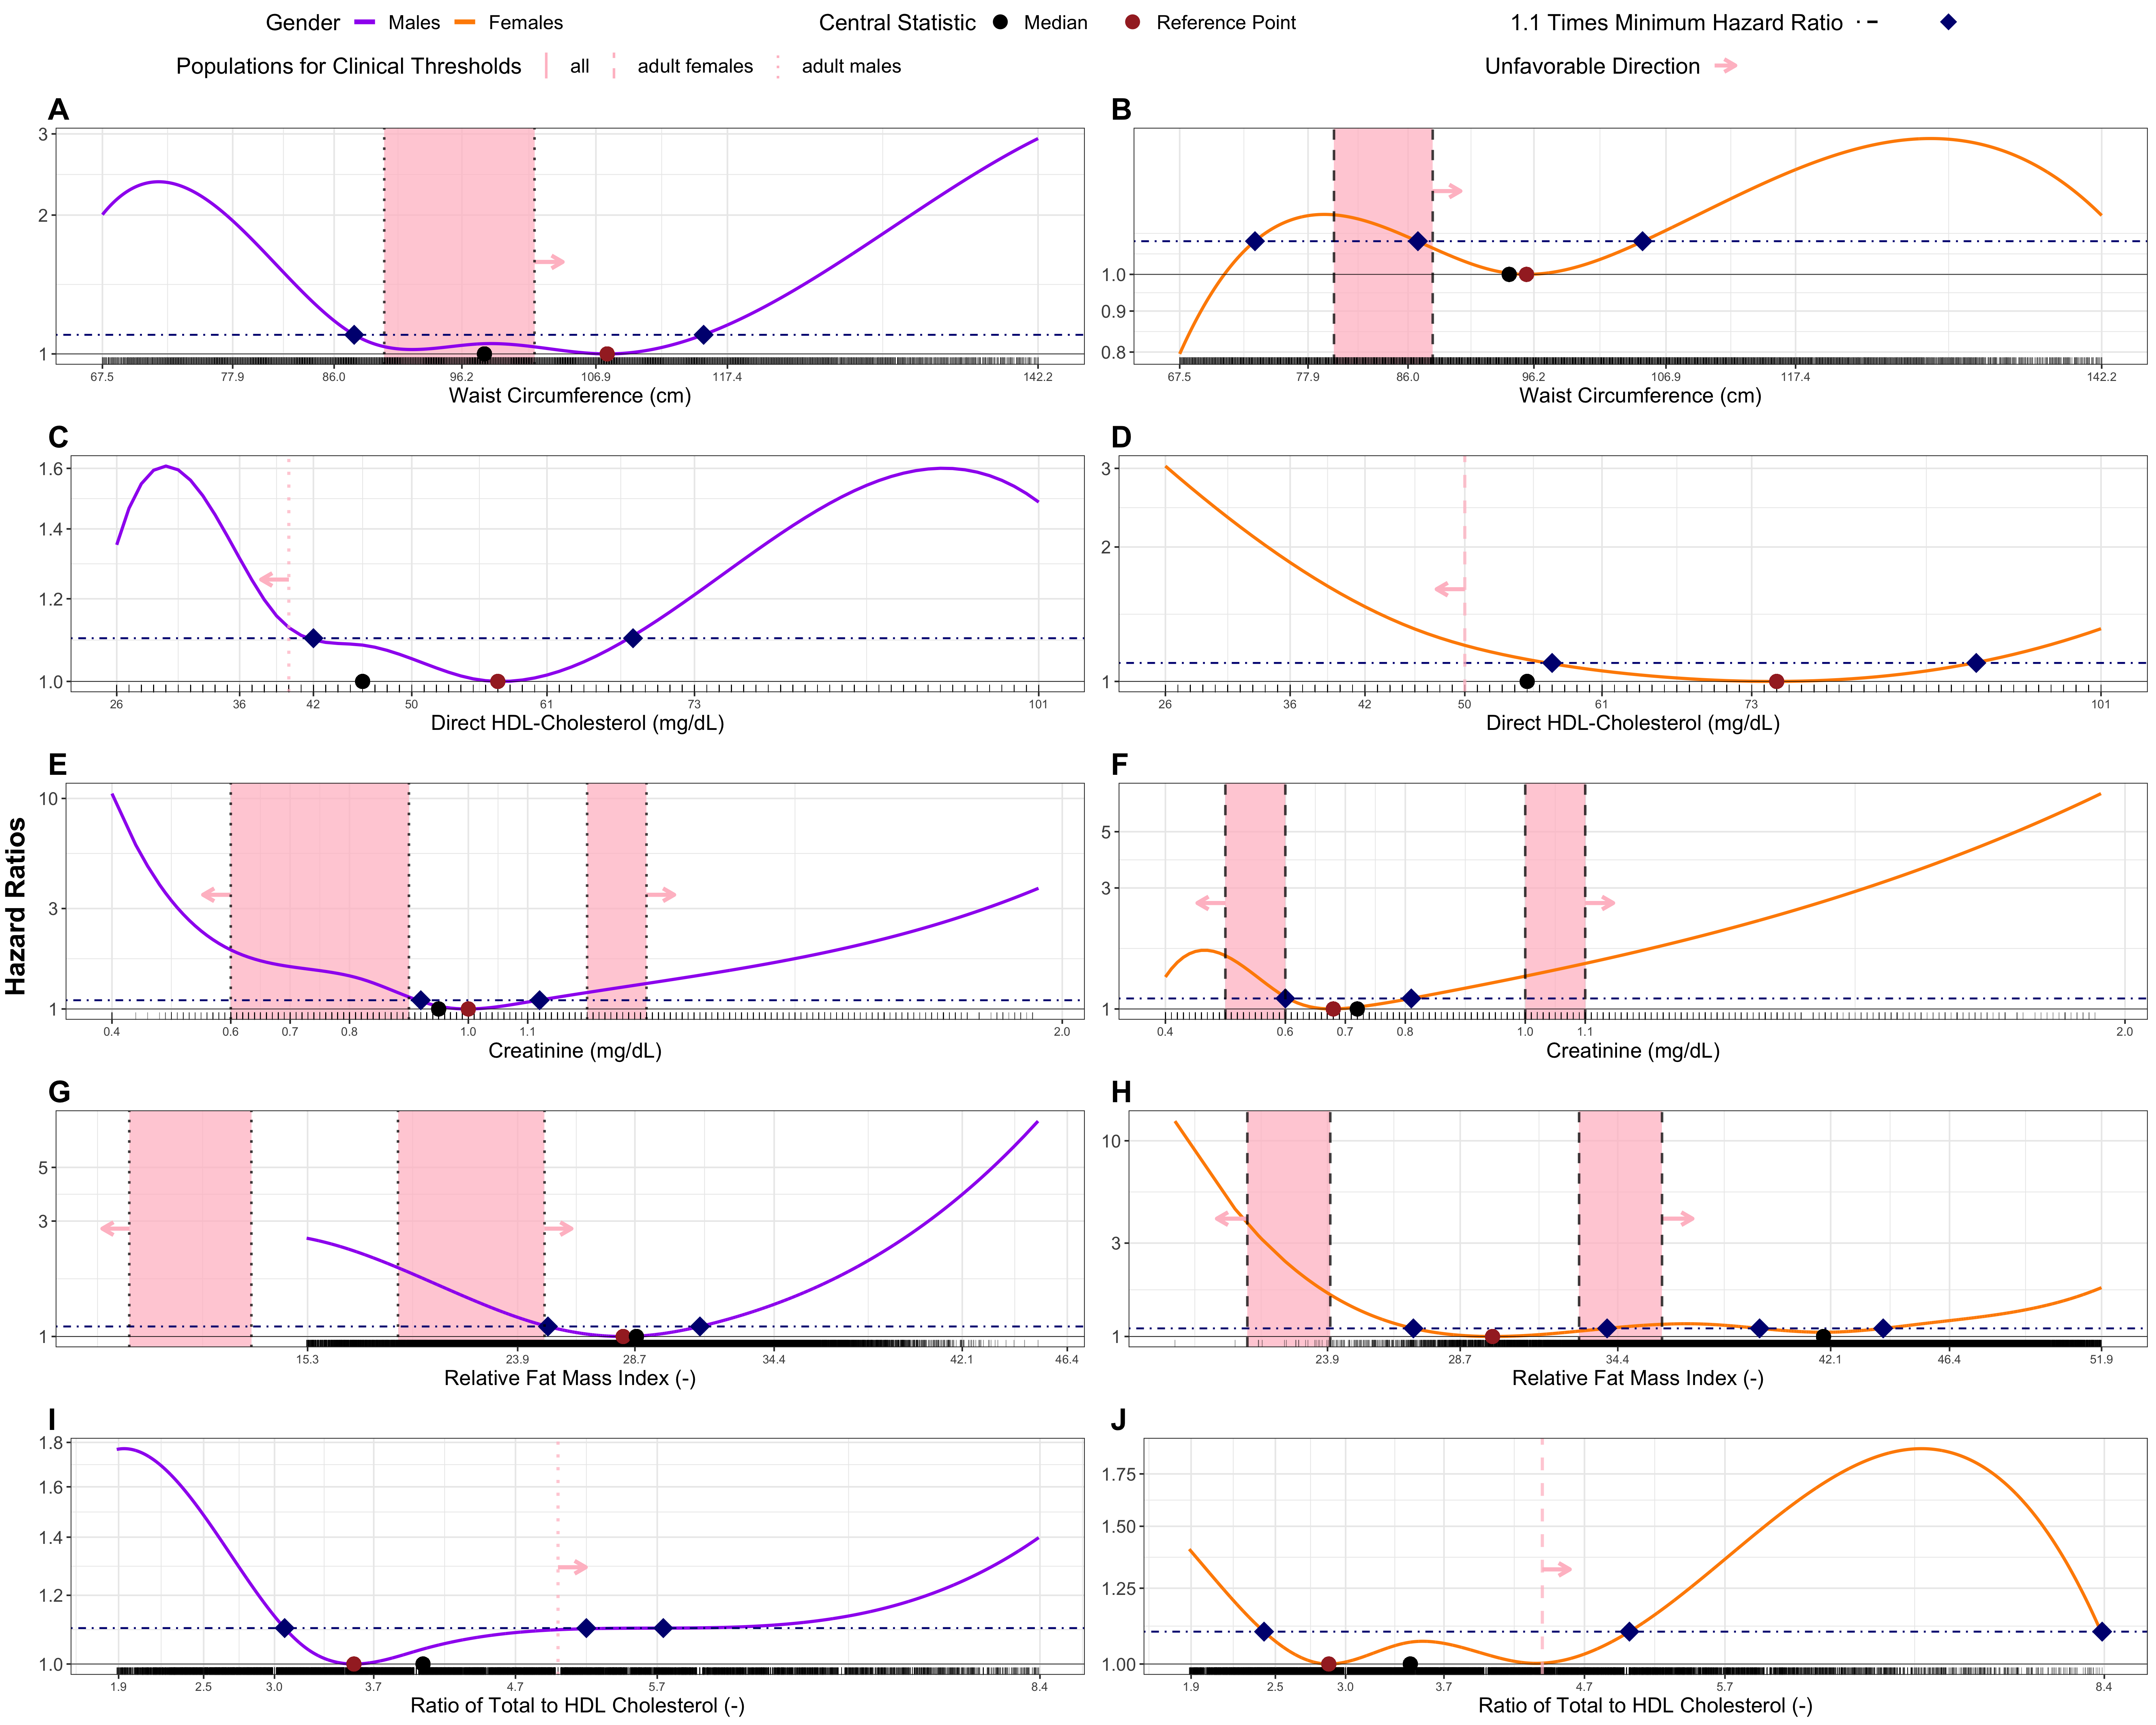 Gender Males Females Central Statistic Median Reference Point 1.1 Times Minimum Hazard Ratio
Populations for Clinical Thresholds all adult females adult males Unfavorable Direction
Hazard Ratios
A
3
2
1
67.5 77.9 86.0 96.2 106.9 117.4 142.2
Waist Circumference (cm)
B
1.0
0.9
0.8
67.5 77.9 86.0 96.2 106.9 117.4 142.2
Waist Circumference (cm)
C
1.6
1.4
1.2
1.0
26 36 42 50 61 73 101
Direct HDL-Cholesterol (mg/dL)
D
3
2
1
26 36 42 50 61 73 101
Direct HDL-Cholesterol (mg/dL)
E
10
3
1
0.4 0.6 0.7 0.8 1.0 1.1 2.0
Creatinine (mg/dL)
F
5
3
1
0.4 0.6 0.7 0.8 1.0 1.1 2.0
Creatinine (mg/dL)
G
5
3
1
15.3 23.9 28.7 34.4 42.1 46.4
Relative Fat Mass Index (-)
H
10
3
1
23.9 28.7 34.4 42.1 46.4 51.9
Relative Fat Mass Index (-)
I
1.8
1.6
1.4
1.2
1.0
1.9 2.5 3.0 3.7 4.7 5.7 8.4
Ratio of Total to HDL Cholesterol (-)
J
1.75
1.50
1.25
1.00
1.9 2.5 3.0 3.7 4.7 5.7 8.4
Ratio of Total to HDL Cholesterol (-)